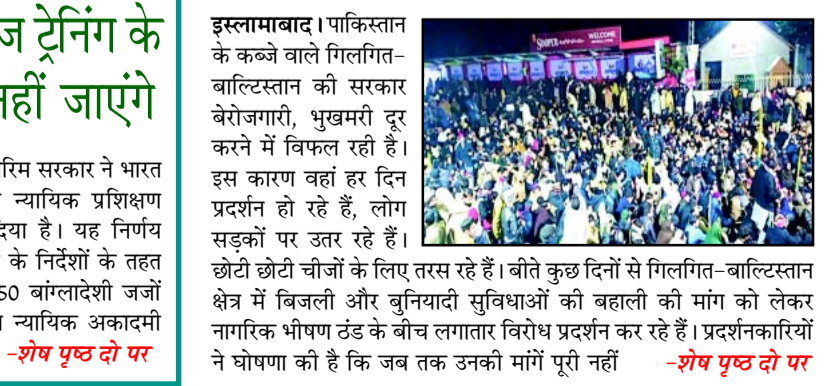 ज ट्रेनिंग के
नहीं जाएंगे
रिम सरकार ने भारत
न्यायिक प्रशिक्षण
दिया है। यह निर्णय
के निर्देशों के तहत
50 बांग्लादेशी जजों
न्यायिक अकादमी
-शेष पृष्ठ दो पर
इस्लामाबाद। पाकिस्तान
के कब्जे वाले गिलगित-
बाल्टिस्तान की सरकार
बेरोजगारी, भुखमरी दूर
करने में विफल रही है।
इस कारण वहां हर दिन
प्रदर्शन हो रहे हैं, लोग
सड़कों पर उतर रहे हैं।
छोटी छोटी चीजों के लिए तरस रहे हैं। बीते कुछ दिनों से गिलगित-बाल्टिस्तान
क्षेत्र में बिजली और बुनियादी सुविधाओं की बहाली की मांग को लेकर
नागरिक भीषण ठंड के बीच लगातार विरोध प्रदर्शन कर रहे हैं। प्रदर्शनकारियों
ने घोषणा की है कि जब तक उनकी मांगें पूरी नहीं -शेष पृष्ठ दो पर
SOOPER WELCOME